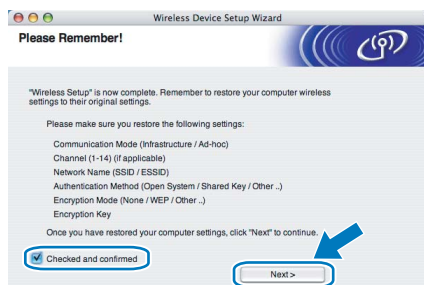 Wireless Device Setup Wizard
Please Remember!
"Wireless Setup" is now complete. Remember to restore your computer wireless
settings to their original settings.
Please make sure you restore the following settings:
Communication Mode (Infrastructure / Ad-hoc)
Channel (1-14) (if applicable)
Network Name (SSID / ESSID)
Authentication Method (Open System / Shared Key / Other ..)
Encryption Mode (None / WEP / Other ..)
Encryption Key
Once you have restored your computer settings, click "Next" to continue.
Checked and confirmed
Next >